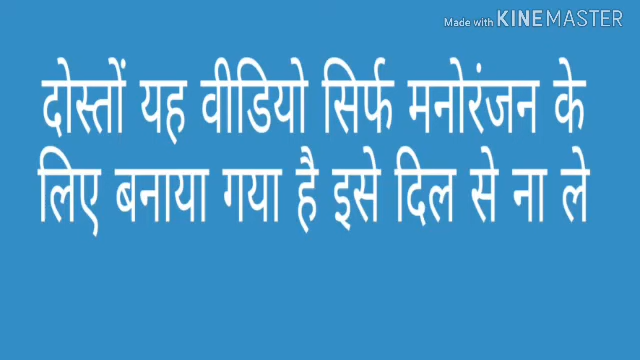 Made with KINEMASTER
दोस्तों यह वीडियो सिर्फ मनोरंजन के
लिए बनाया गया है इसे दिल से ना ले